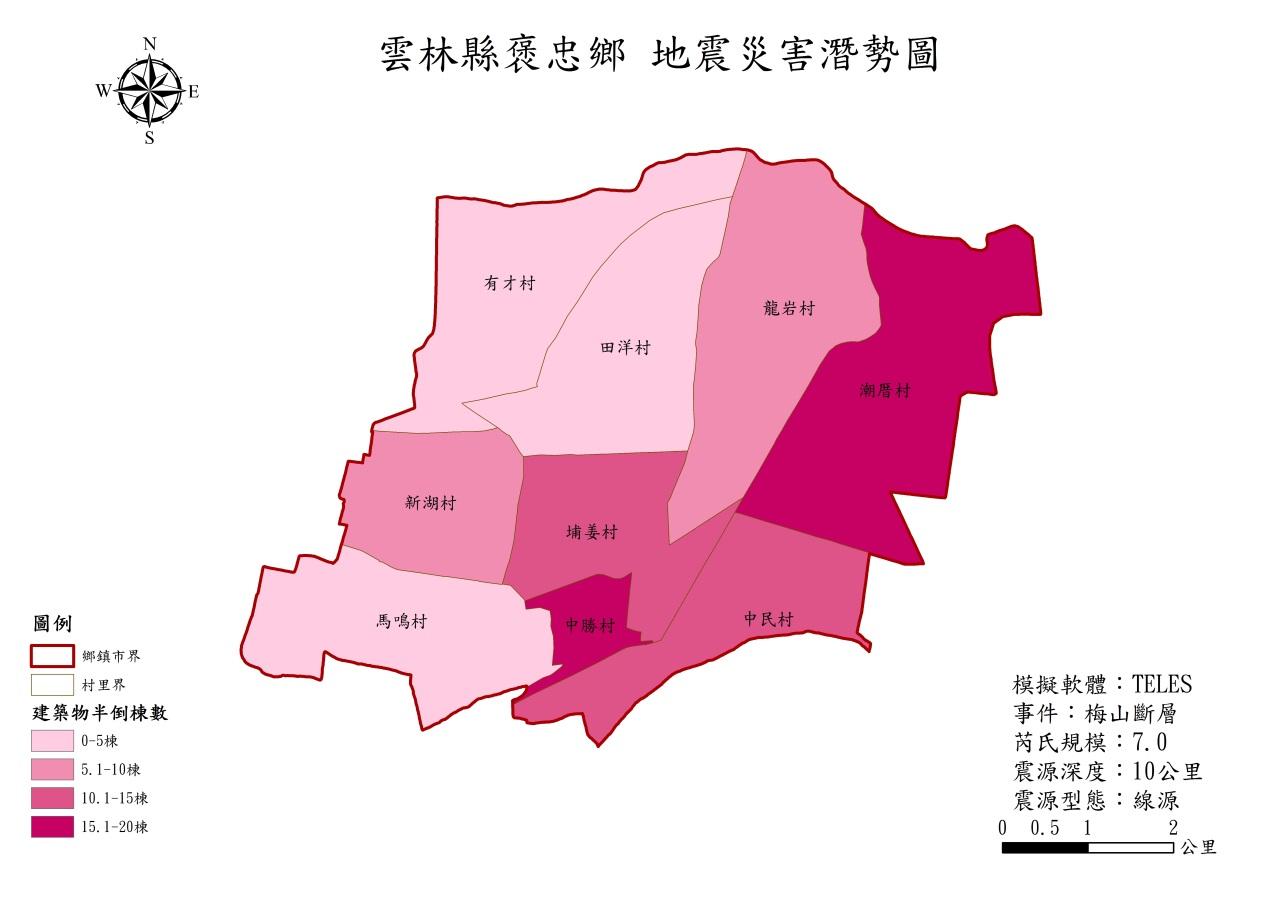 雲林縣褒忠鄉 地震災害潛勢圖
N
W E
S
有才村
龍岩村
田洋村
潮厝村
新湖村
埔姜村
馬鳴村
中勝村
中民村
圖例
鄉鎮市界
村里界
建築物半倒棟數
0-5棟
5.1-10棟
10.1-15棟
15.1-20棟
模擬軟體：TELES
事件：梅山斷層
芮氏規模：7.0
震源深度：10公里
震源型態：線源
0 0.5 1 2
公里